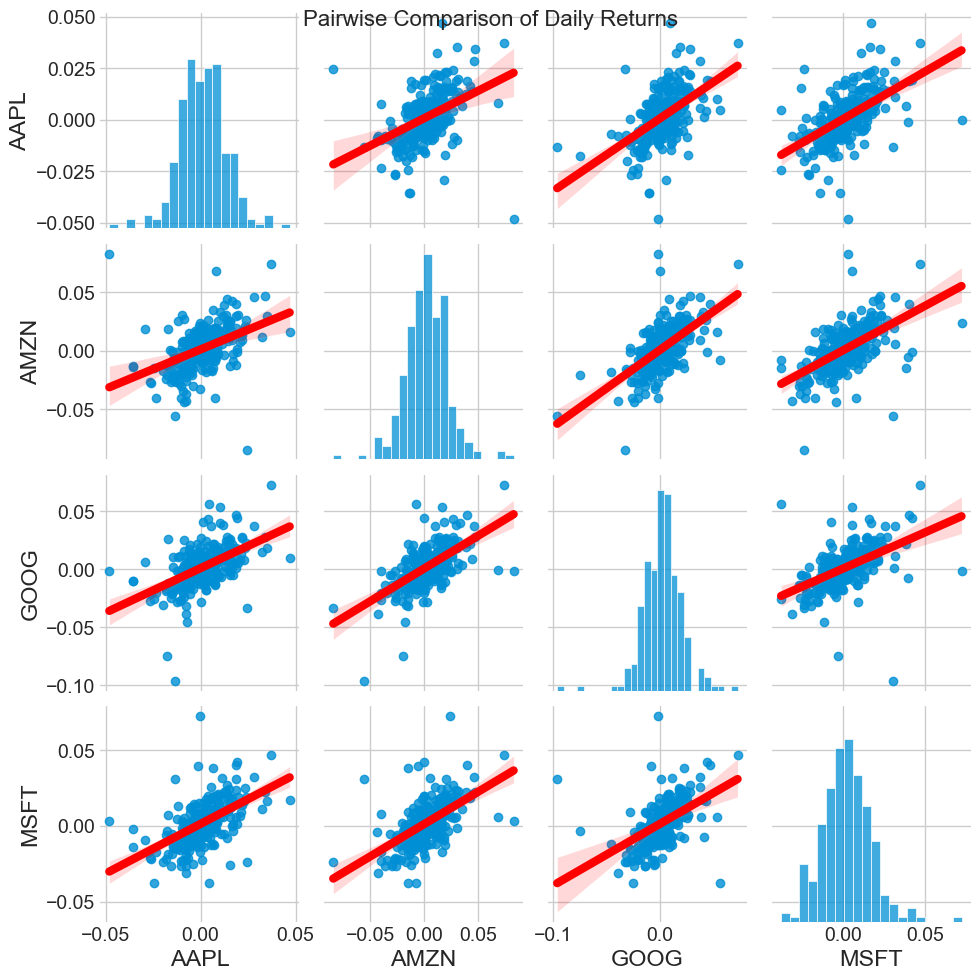 Pairwise Comparison of Daily Returns
0.050
0.025
0.000
−0.025
−0.050
AAPL
0.05
0.00
−0.05
AMZN
0.05
0.00
−0.05
−0.10
GOOG
0.05
0.00
−0.05
MSFT
−0.05 0.00 0.05 −0.05 0.00 0.05 −0.1 0.0 0.00 0.05
AAPL AMZN GOOG MSFT